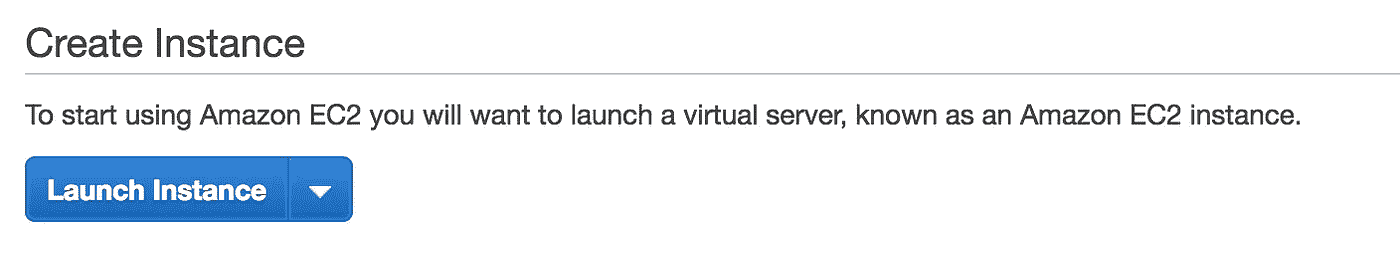 Create Instance
To start using Amazon EC2 you will want to launch a virtual server, known as an Amazon EC2 instance.
Launch Instance